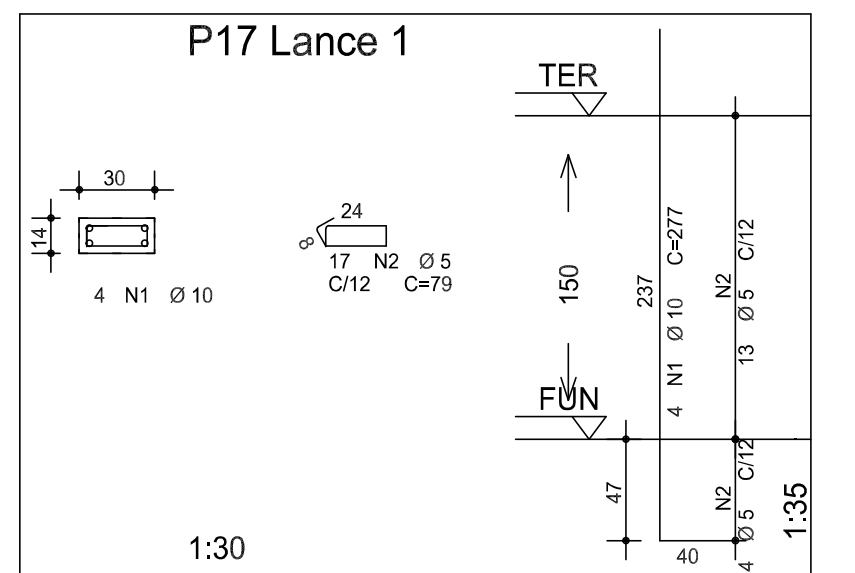 P17 Lance 1
TER
30
14
4 N1 Ø 10
24
8
17 N2 Ø 5
C/12 C=79
150
237
4 N1 Ø 10 C=277
N2
13 Ø 5 C/12
FUN
47
N2
4 Ø 5 C/12
40
1:30
1:35